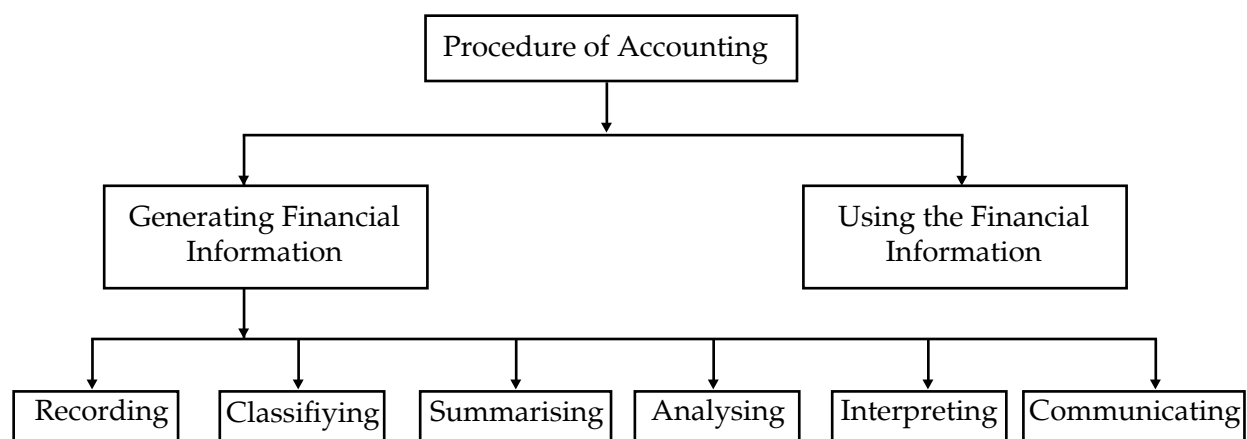 Procedure of Accounting
Generating Financial
Information
Using the Financial
Information
Recording
Classifiying
Summarising
Analysing
Interpreting
Communicating